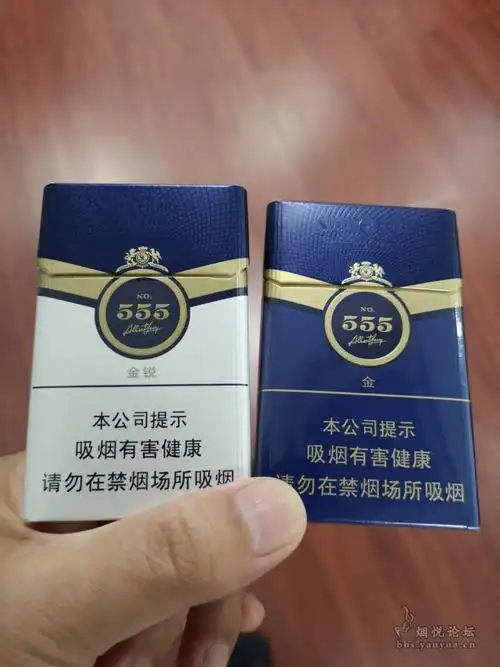 NO.
555
金锐
本公司提示
吸烟有害健康
请勿在禁烟场所吸烟
NO.
555
金
本公司提示
吸烟有害健康
请勿在禁烟场所吸烟
烟悦论坛
bbs.yanyue.cn